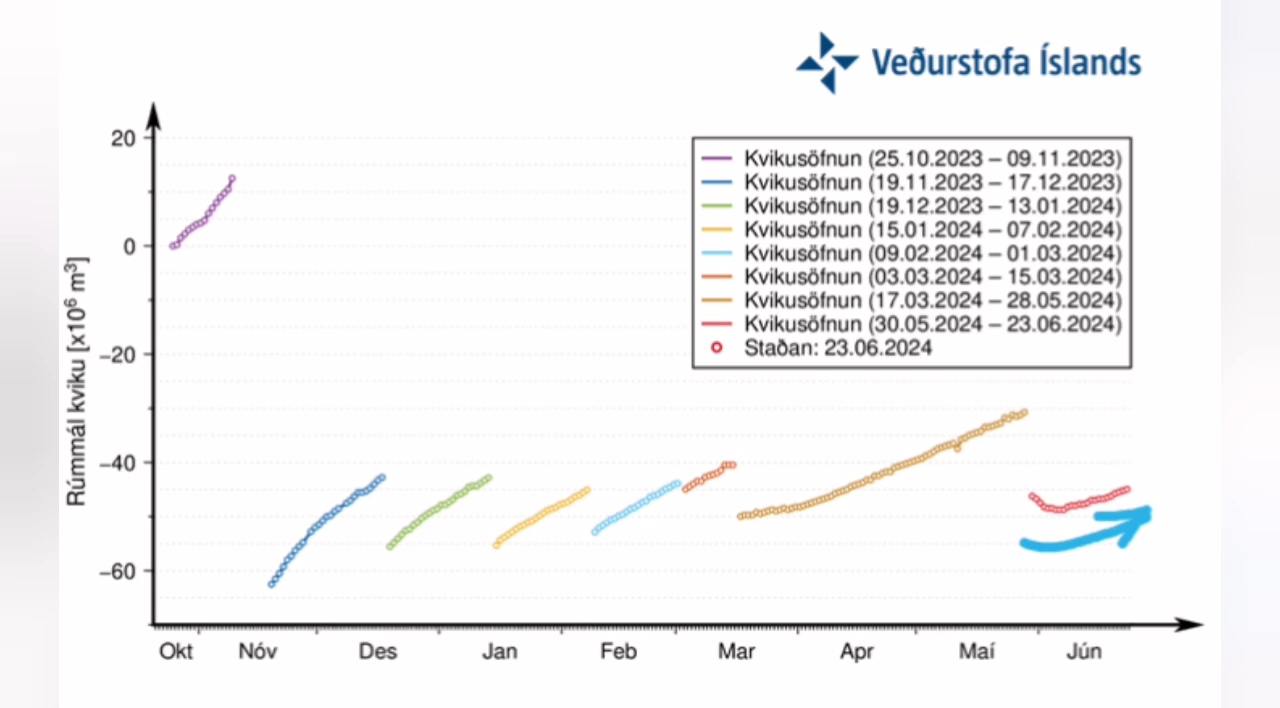 Veðurstofa Íslands
Rúmmál kviku [x10⁶ m³]
20
0
−20
−40
−60
Kvikusöfnun (25.10.2023 – 09.11.2023)
Kvikusöfnun (19.11.2023 – 17.12.2023)
Kvikusöfnun (19.12.2023 – 13.01.2024)
Kvikusöfnun (15.01.2024 – 07.02.2024)
Kvikusöfnun (09.02.2024 – 01.03.2024)
Kvikusöfnun (03.03.2024 – 15.03.2024)
Kvikusöfnun (17.03.2024 – 28.05.2024)
Kvikusöfnun (30.05.2024 – 23.06.2024)
Staðan: 23.06.2024
Okt Nóv Des Jan Feb Mar Apr Maí Jún